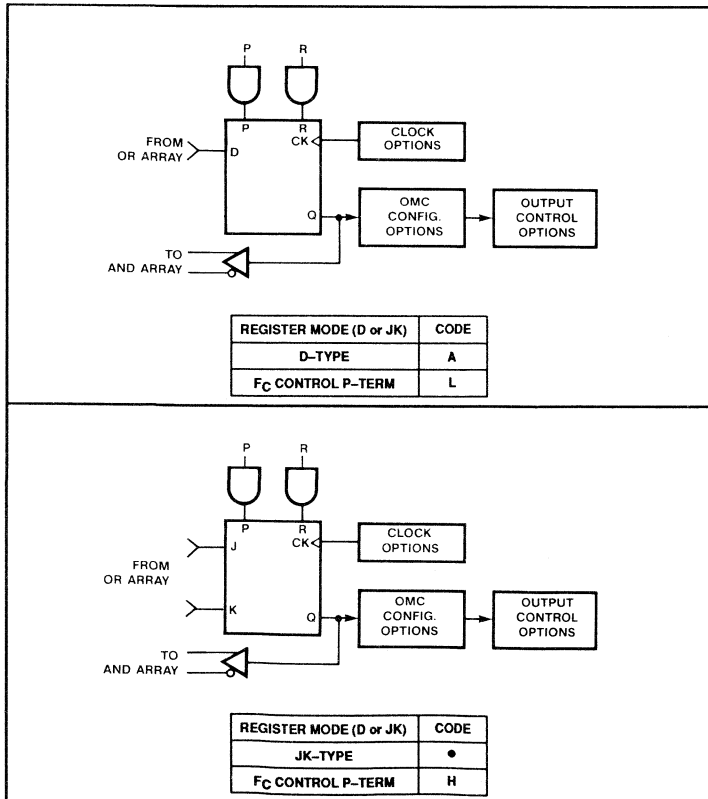 P R
P R
CK
FROM
OR ARRAY
D
CLOCK
OPTIONS
Q
OMC
CONFIG.
OPTIONS
OUTPUT
CONTROL
OPTIONS
TO
AND ARRAY
REGISTER MODE (D or JK) CODE
D–TYPE A
FC CONTROL P–TERM L
P R
P R
CK
J
FROM
OR ARRAY
K
CLOCK
OPTIONS
Q
OMC
CONFIG.
OPTIONS
OUTPUT
CONTROL
OPTIONS
TO
AND ARRAY
REGISTER MODE (D or JK) CODE
JK–TYPE •
FC CONTROL P–TERM H